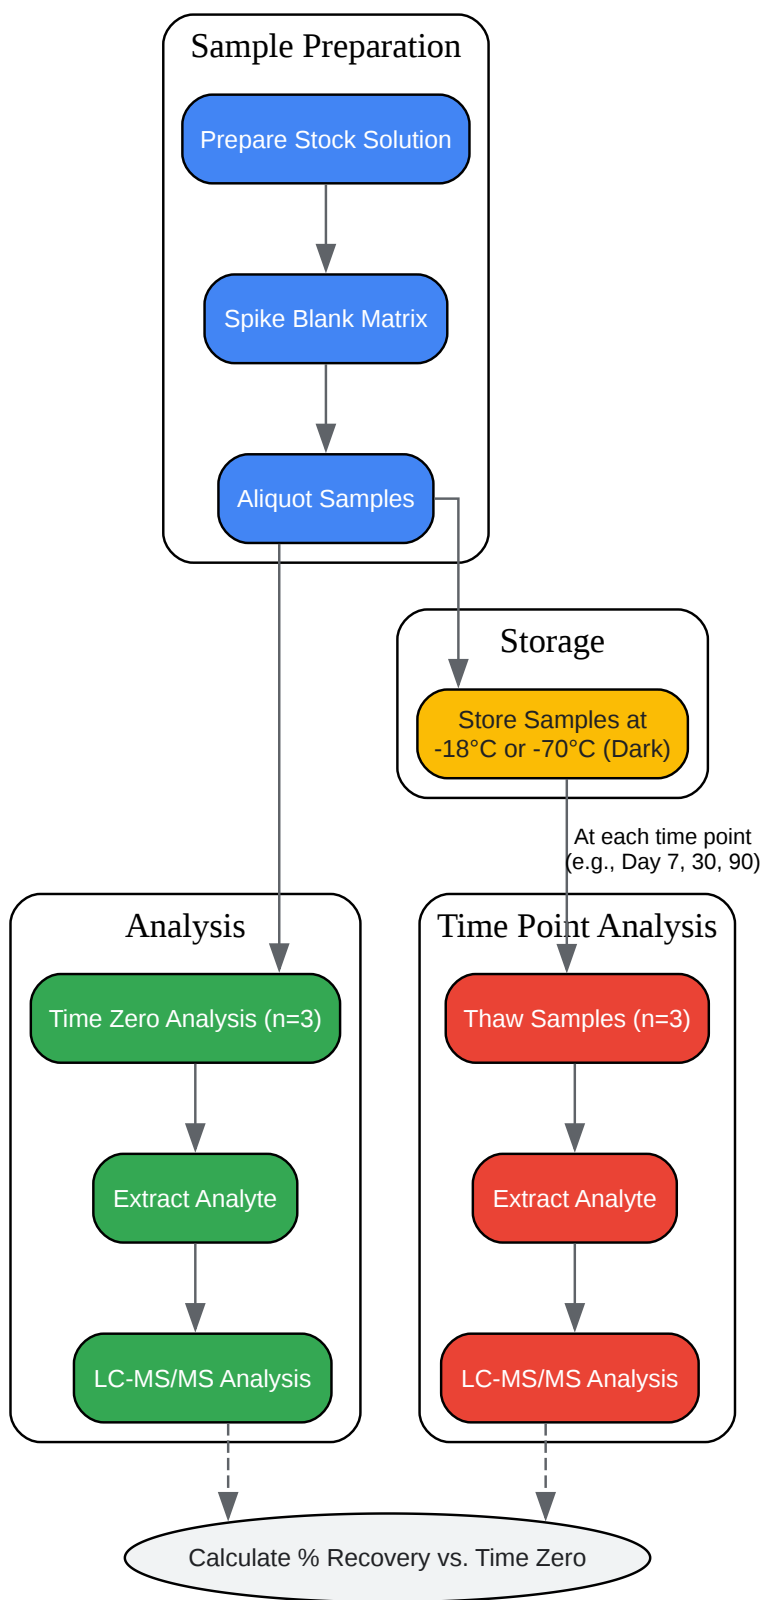 Sample Preparation
Prepare Stock Solution
Spike Blank Matrix
Aliquot Samples
Storage
Store Samples at
-18°C or -70°C (Dark)
At each time point
(e.g., Day 7, 30, 90)
Analysis
Time Zero Analysis (n=3)
Extract Analyte
LC-MS/MS Analysis
Time Point Analysis
Thaw Samples (n=3)
Extract Analyte
LC-MS/MS Analysis
Calculate % Recovery vs. Time Zero